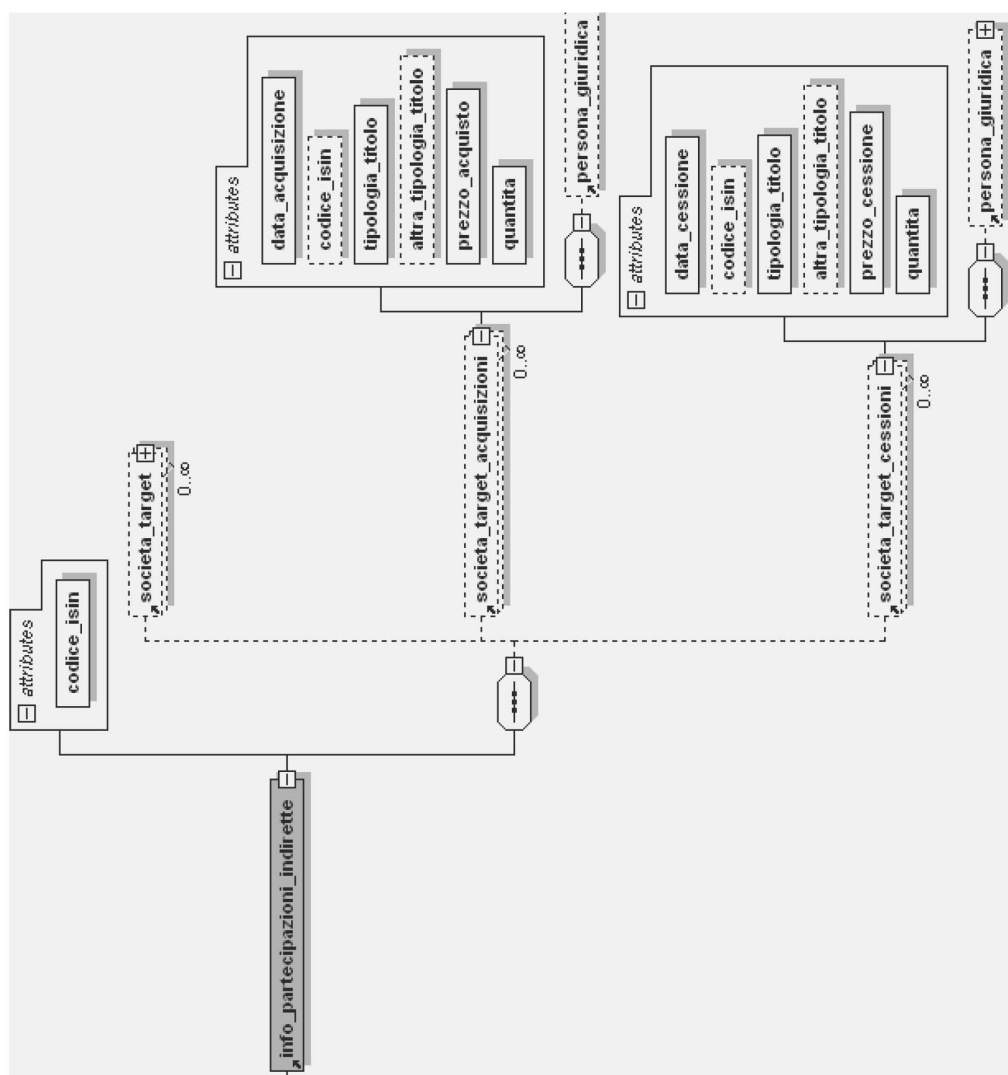 info_partecipazioni_indirette
attributes
codice_isin
societa_target
0..∞
societa_target_acquisizioni
0..∞
attributes
data_acquisizione
codice_isin
tipologia_titolo
altra_tipologia_titolo
prezzo_acquisto
quantita
persona_giuridica
societa_target_cessioni
0..∞
attributes
data_cessione
codice_isin
tipologia_titolo
altra_tipologia_titolo
prezzo_cessione
quantita
persona_giuridica